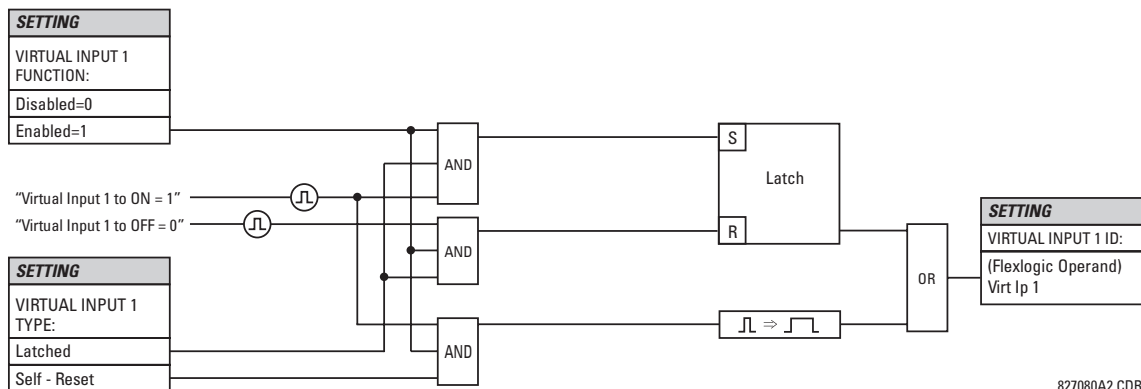 SETTING
VIRTUAL INPUT 1
FUNCTION:
Disabled=0
Enabled=1
“Virtual Input 1 to ON = 1”
“Virtual Input 1 to OFF = 0”
SETTING
VIRTUAL INPUT 1
TYPE:
Latched
Self - Reset
AND
AND
AND
S
Latch
R
OR
SETTING
VIRTUAL INPUT 1 ID:
(Flexlogic Operand)
Virt Ip 1
827080A2.CDR